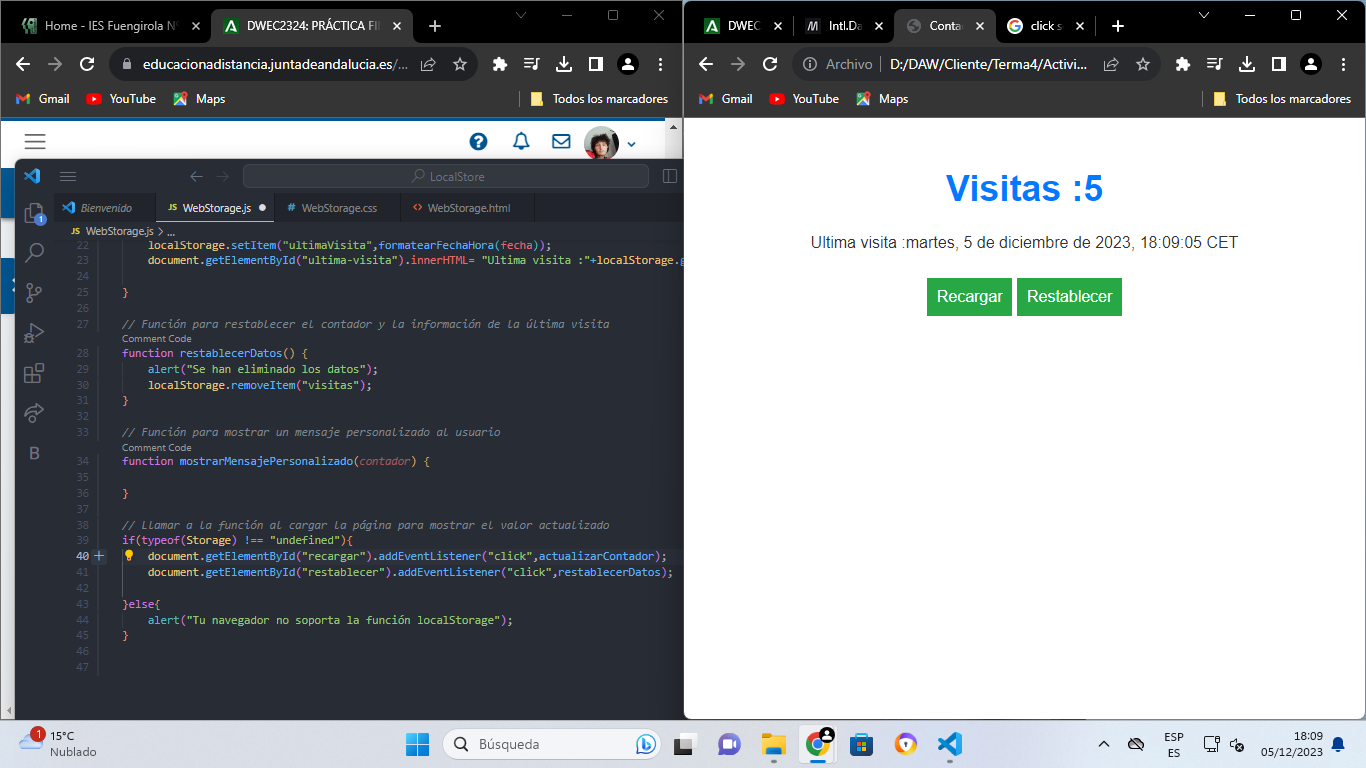 Home - IES Fuengirola Nº
DWEC2324: PRÁCTICA FI
educacionadistancia.juntadeandalucia.es/...
Gmail
YouTube
Maps
Todos los marcadores
LocalStore
1
Bienvenido
JS WebStorage.js
# WebStorage.css
<> WebStorage.html
JS WebStorage.js > ...
22 localStorage.setItem("ultimaVisita",formatearFechaHora(fecha));
23 document.getElementById("ultima-visita").innerHTML= "Ultima visita :"+localStorage.g
24
25 }
26
27 // Función para restablecer el contador y la información de la última visita
Comment Code
28 function restablecerDatos() {
29 alert("Se han eliminado los datos");
30 localStorage.removeItem("visitas");
31 }
32
33 // Función para mostrar un mensaje personalizado al usuario
Comment Code
34 function mostrarMensajePersonalizado(contador) {
35
36 }
37
38 // Llamar a la función al cargar la página para mostrar el valor actualizado
39 if(typeof(Storage) !== "undefined"){
40 document.getElementById("recargar").addEventListener("click",actualizarContador);
41 document.getElementById("restablecer").addEventListener("click",restablecerDatos);
42
43 }else{
44 alert("Tu navegador no soporta la función localStorage");
45 }
46
47
B
DWEC
Intl.Da
Conta
click s
Archivo
D:/DAW/Cliente/Terma4/Activi...
Gmail
YouTube
Maps
Todos los marcadores
Visitas :5
Ultima visita :martes, 5 de diciembre de 2023, 18:09:05 CET
Recargar
Restablecer
1
15°C
Nublado
Búsqueda
ESP
ES
18:09
05/12/2023